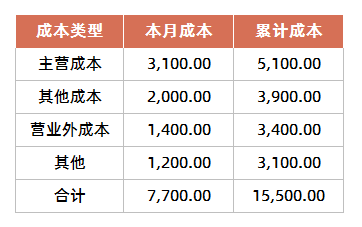 成本类型 本月成本 累计成本
主营成本 3,100.00 5,100.00
其他成本 2,000.00 3,900.00
营业外成本 1,400.00 3,400.00
其他 1,200.00 3,100.00
合计 7,700.00 15,500.00